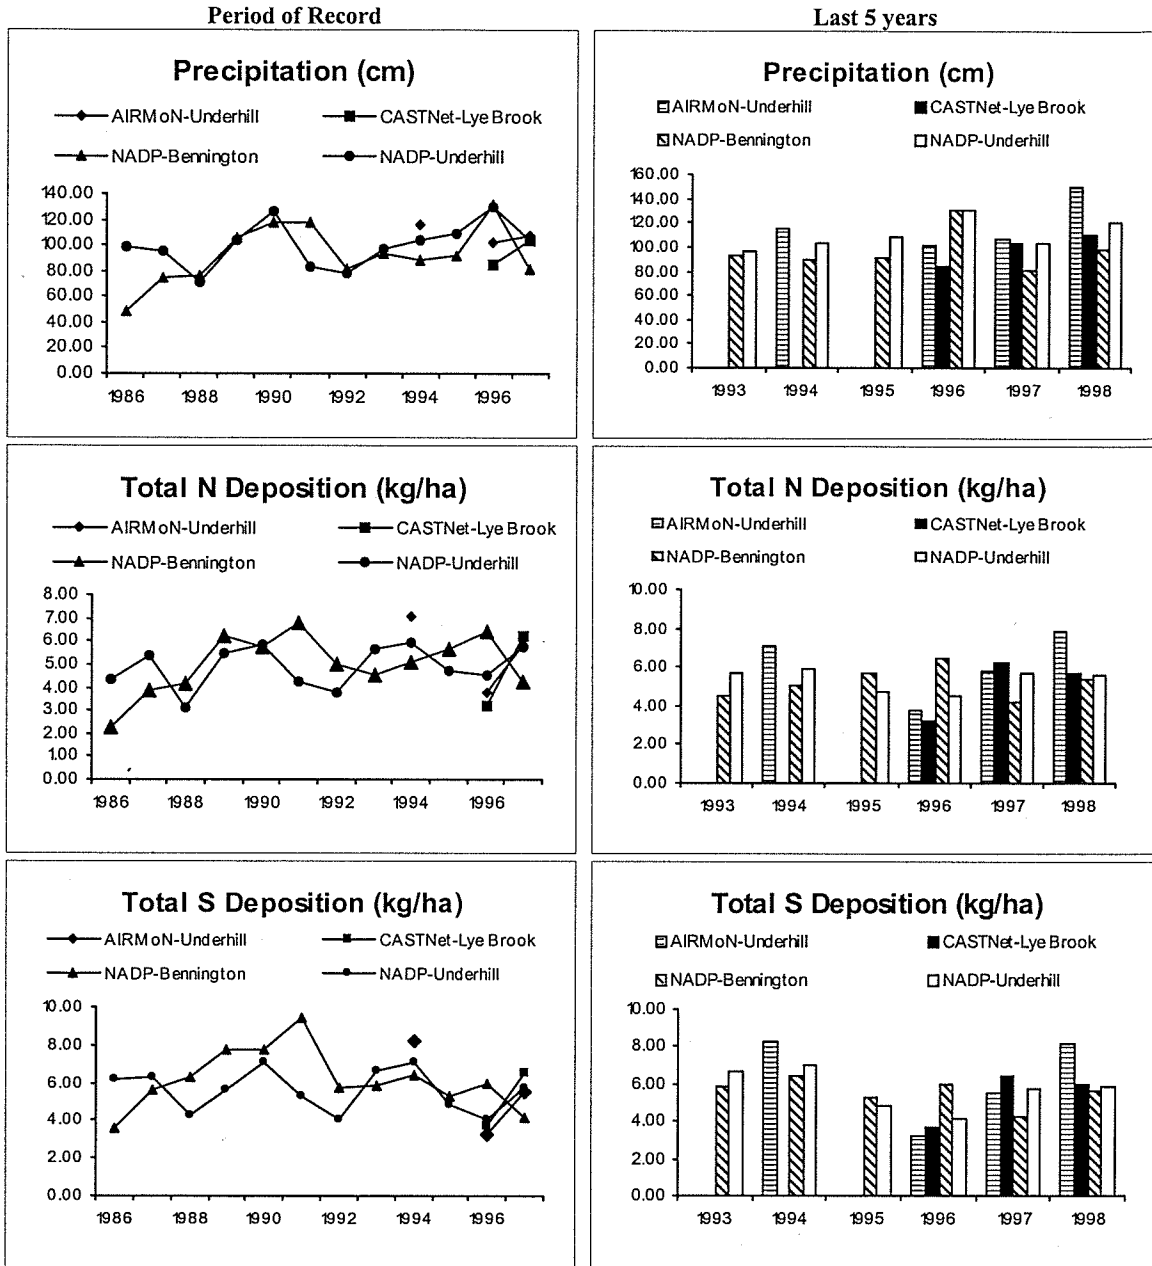 Period of Record
Precipitation (cm)
AIRMoN-Underhill CASTNet-Lye Brook
NADP-Bennington NADP-Underhill
140.00
120.00
100.00
80.00
60.00
40.00
20.00
0.00
1986 1988 1990 1992 1994 1996
Last 5 years
Precipitation (cm)
AIRMoN-Underhill CASTNet-Lye Brook
NADP-Bennington NADP-Underhill
160.00
140.00
120.00
100.00
80.00
60.00
40.00
20.00
0.00
1993 1994 1995 1996 1997 1998
Total N Deposition (kg/ha)
AIRMoN-Underhill CASTNet-Lye Brook
NADP-Bennington NADP-Underhill
8.00
7.00
6.00
5.00
4.00
3.00
2.00
1.00
0.00
1986 1988 1990 1992 1994 1996
Total N Deposition (kg/ha)
AIRMoN-Underhill CASTNet-Lye Brook
NADP-Bennington NADP-Underhill
10.00
8.00
6.00
4.00
2.00
0.00
1993 1994 1995 1996 1997 1998
Total S Deposition (kg/ha)
AIRMoN-Underhill CASTNet-Lye Brook
NADP-Bennington NADP-Underhill
10.00
8.00
6.00
4.00
2.00
0.00
1986 1988 1990 1992 1994 1996
Total S Deposition (kg/ha)
AIRMoN-Underhill CASTNet-Lye Brook
NADP-Bennington NADP-Underhill
10.00
8.00
6.00
4.00
2.00
0.00
1993 1994 1995 1996 1997 1998